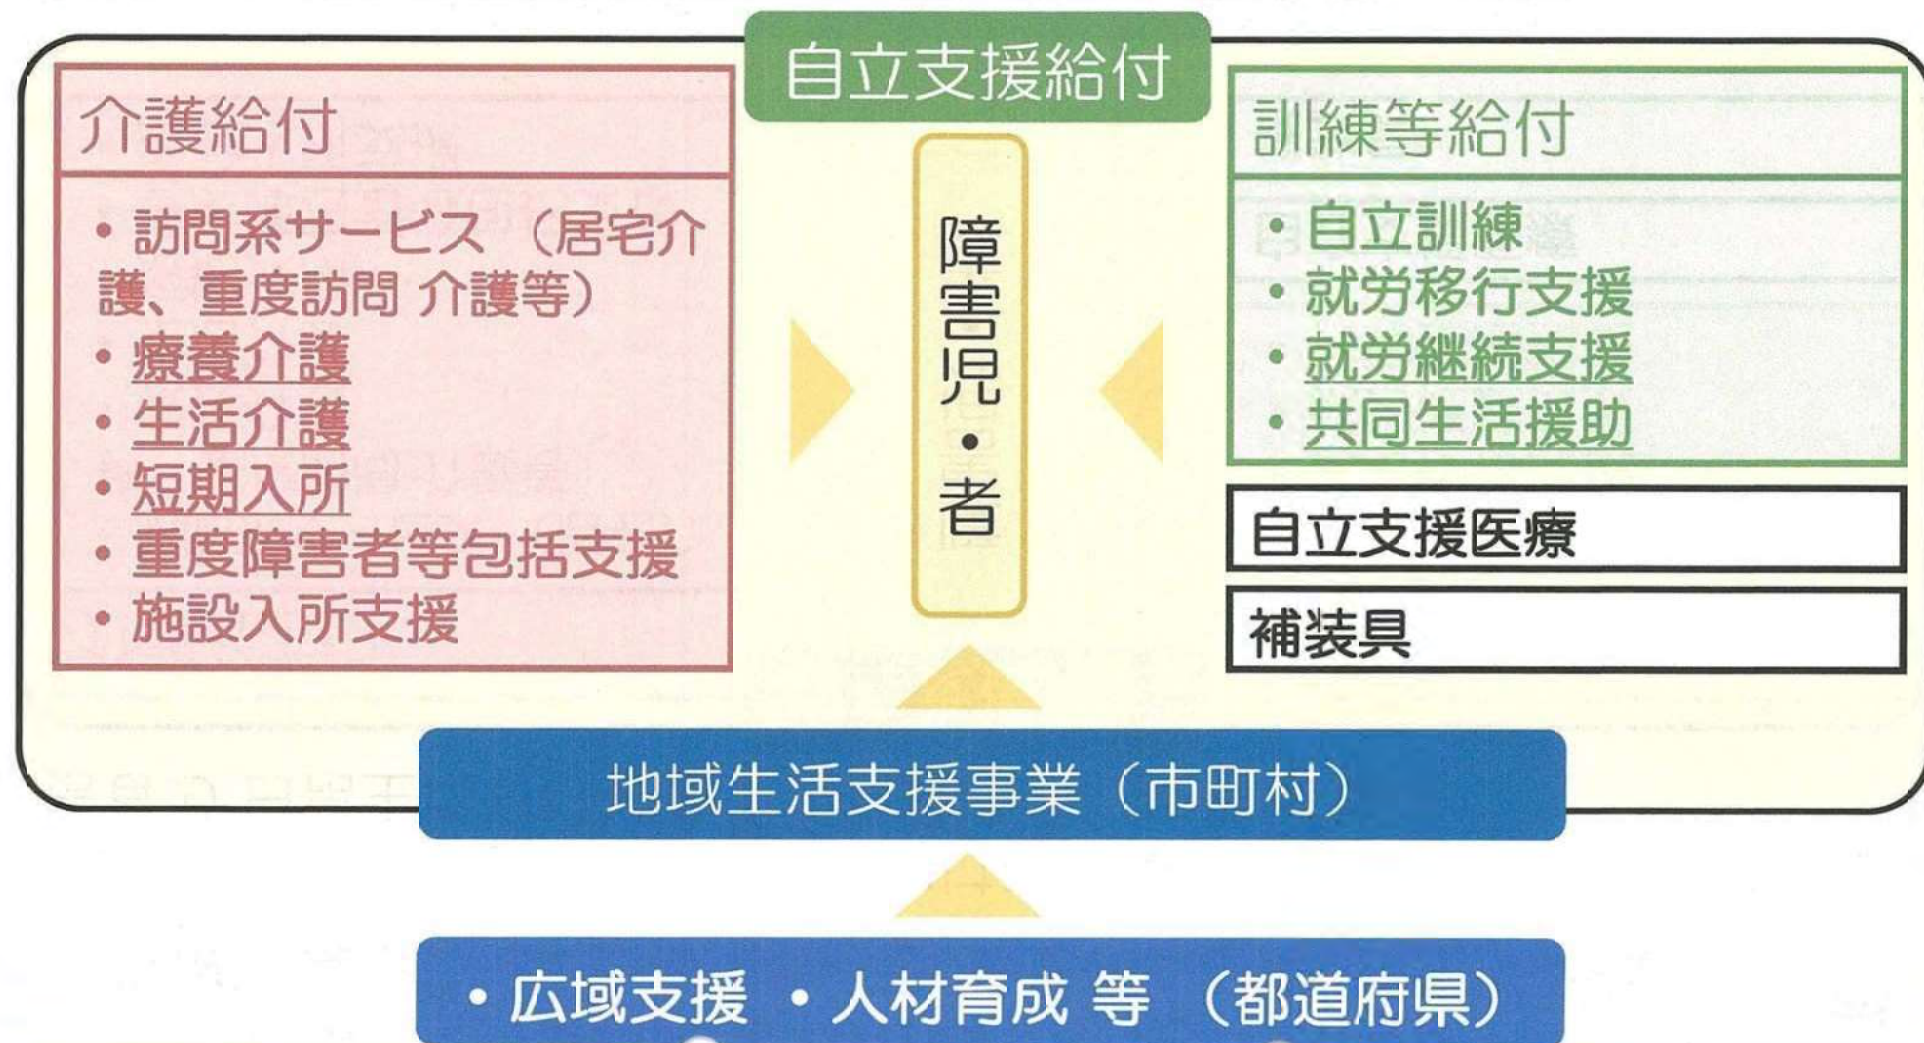 自立支援給付
介護給付
・訪問系サービス （居宅介
護、重度訪問 介護等）
・療養介護
・生活介護
・短期入所
・重度障害者等包括支援
・施設入所支援
障害児・者
訓練等給付
・自立訓練
・就労移行支援
・就労継続支援
・共同生活援助
自立支援医療
補装具
地域生活支援事業（市町村）
・広域支援 ・人材育成 等 （都道府県）